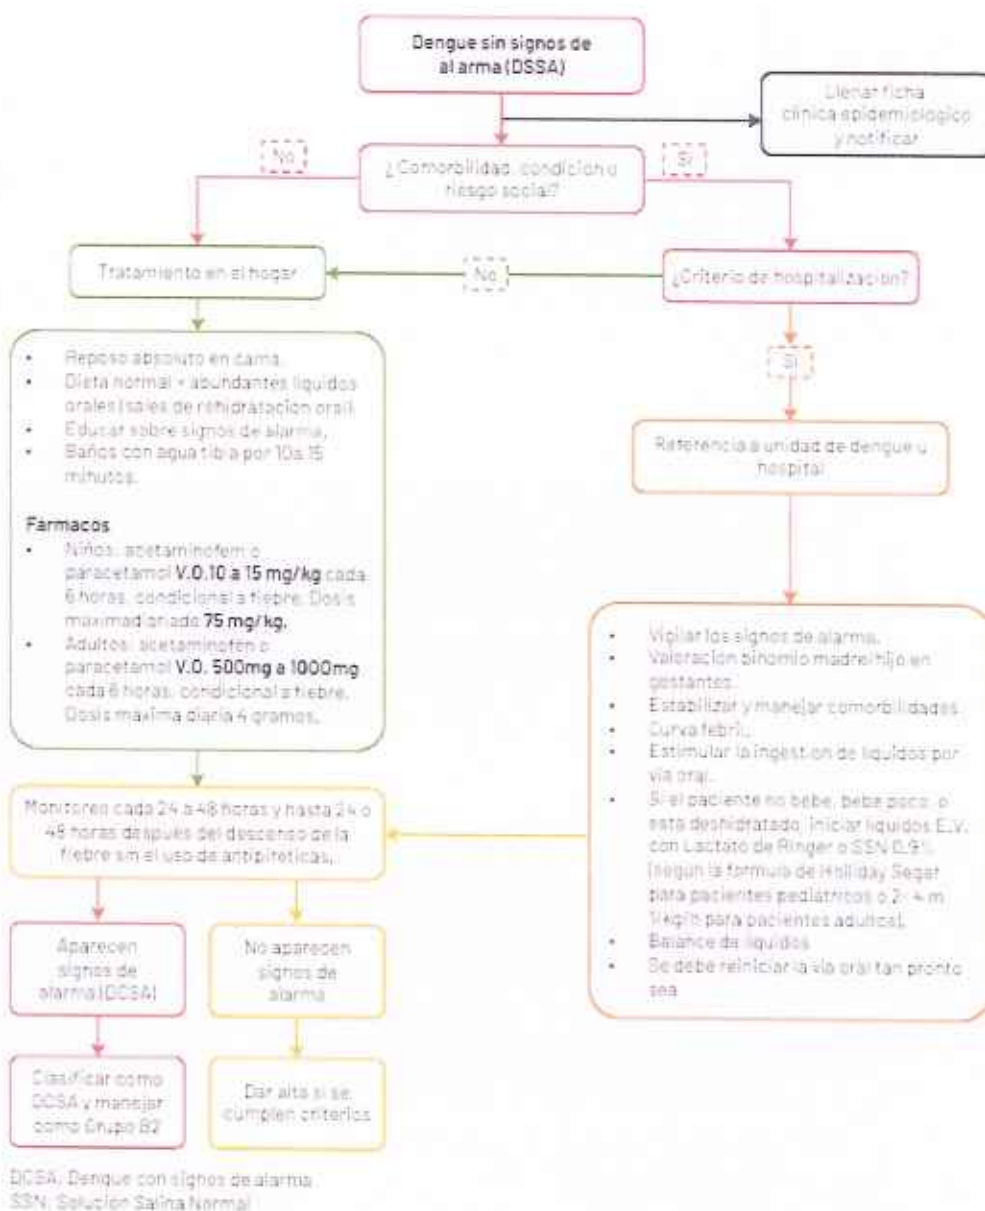 Dengue sin signos de
alarma (DSSA)
Llenar ficha
clínica epidemiológico
y notificar
No
Si
¿Comorbilidad, condición o
riesgo social?
Tratamiento en el hogar
No
¿Criterio de hospitalización?
Si
• Reposo absoluto en cama.
• Dieta normal + abundantes líquidos
orales (sales de rehidratación oral).
• Educar sobre signos de alarma.
• Baños con agua tibia por 10 a 15
minutos.
Fármacos
• Niños: acetaminofem o
paracetamol V.O.10 a 15 mg/kg cada
6 horas, condicional a fiebre. Dosis
máxima diaria de 75 mg/kg.
• Adultos: acetaminofén o
paracetamol V.O. 500mg a 1000mg
cada 6 horas, condicional a fiebre.
Dosis máxima diaria 4 gramos.
Referencia a unidad de dengue u
hospital
• Vigilar los signos de alarma.
• Valoración binomio madre/hijo en
gestantes.
• Estabilizar y manejar comorbilidades
• Curva febril.
• Estimular la ingestión de líquidos por
vía oral.
• Si el paciente no bebe, bebe poco, o
está deshidratado, iniciar líquidos E.V.
con Lactato de Ringer o SSN 0.9%
(según la fórmula de Holliday Segar
para pacientes pediátricos o 2- 4 m
l/kg/h para pacientes adultos).
• Balance de líquidos
• Se debe reiniciar la vía oral tan pronto
sea
Monitoreo cada 24 a 48 horas y hasta 24 o
48 horas después del descenso de la
fiebre sin el uso de antipiréticas.
Aparecen
signos de
alarma (DCSA)
No aparecen
signos de
alarma
Clasificar como
DCSA y manejar
como Grupo B2
Dar alta si se
cumplen criterios
DCSA: Dengue con signos de alarma
SSN: Solución Salina Normal